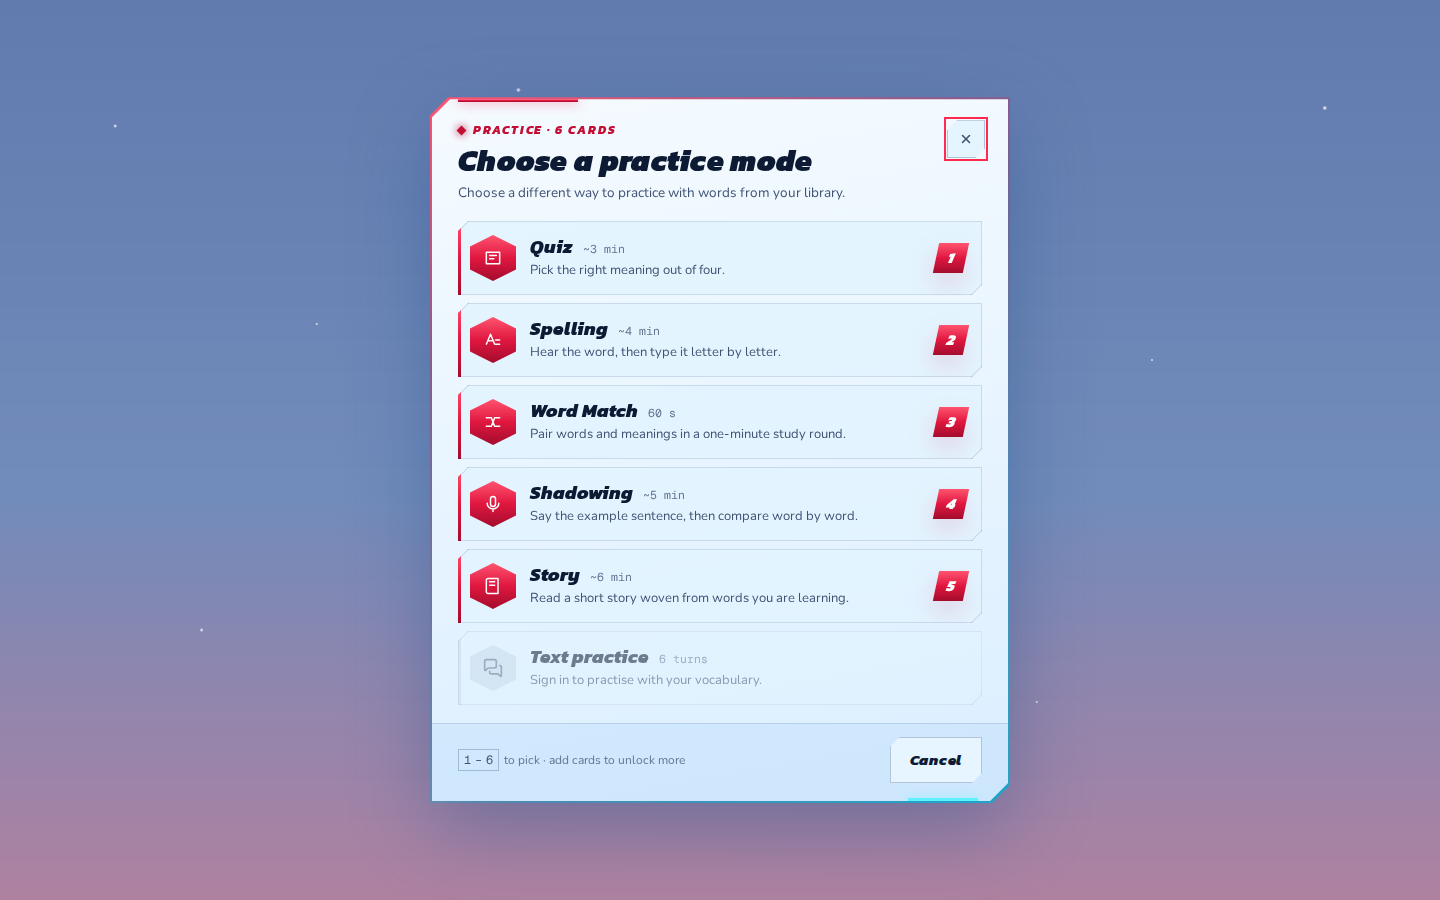 PRACTICE · 6 CARDS
Choose a practice mode
Choose a different way to practice with words from your library.
Quiz ~3 min
Pick the right meaning out of four.
1
Spelling ~4 min
Hear the word, then type it letter by letter.
2
Word Match 60 s
Pair words and meanings in a one-minute study round.
3
Shadowing ~5 min
Say the example sentence, then compare word by word.
4
Story ~6 min
Read a short story woven from words you are learning.
5
Text practice 6 turns
Sign in to practise with your vocabulary.
1 – 6 to pick · add cards to unlock more
Cancel